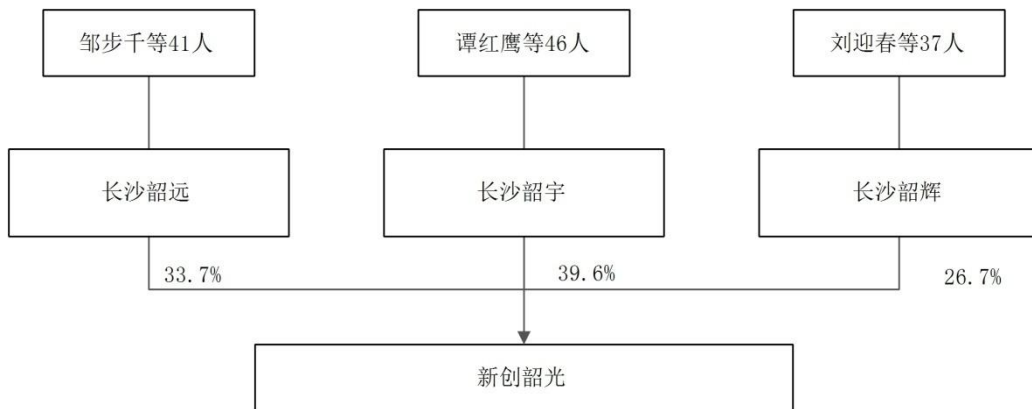 邹步千等41人
谭红鹰等46人
刘迎春等37人
长沙韶远
长沙韶宇
长沙韶辉
33.7%
39.6%
26.7%
新创韶光